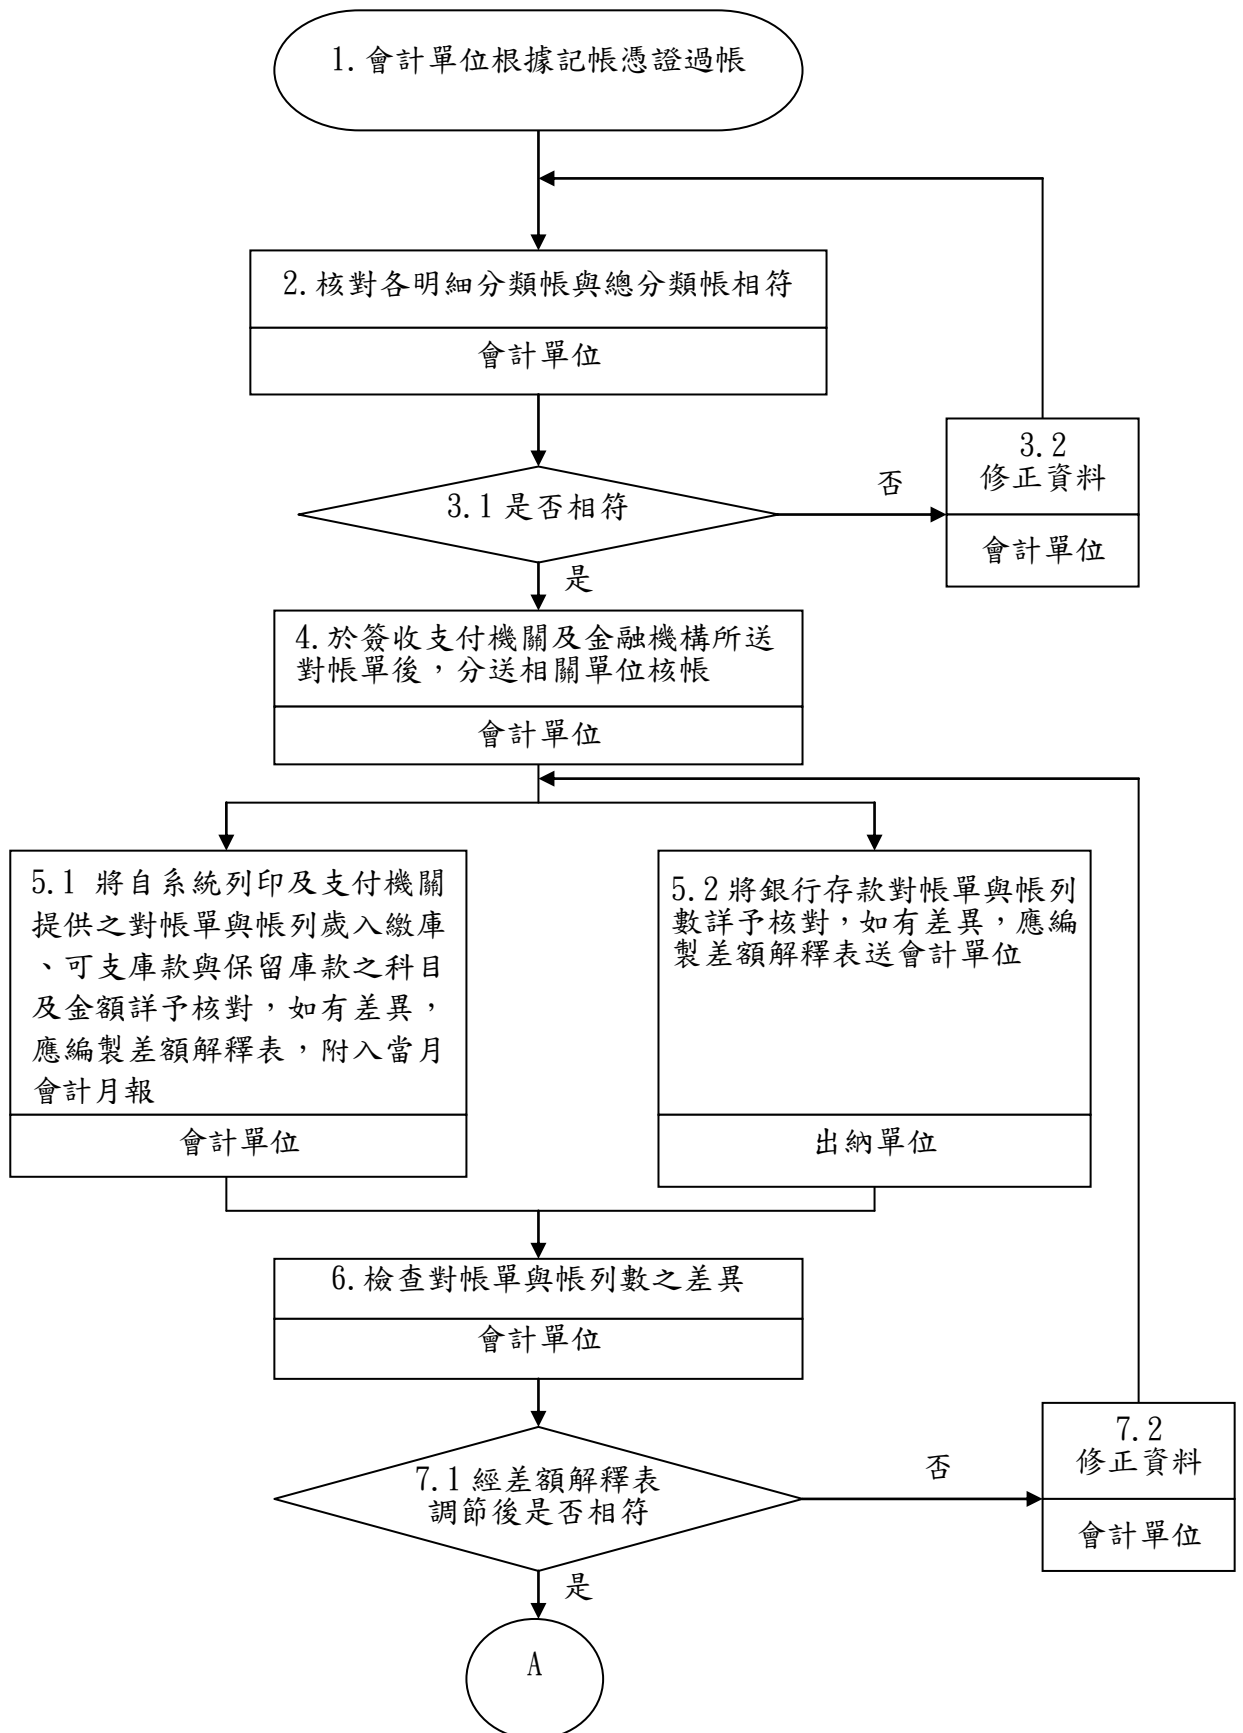 1.會計單位根據記帳憑證過帳
2.核對各明細分類帳與總分類帳相符
會計單位
3.1 是否相符
否
3.2
修正資料
會計單位
是
4.於簽收支付機關及金融機構所送
對帳單後，分送相關單位核帳
會計單位
5.1 將自系統列印及支付機關
提供之對帳單與帳列歲入繳庫
、可支庫款與保留庫款之科目
及金額詳予核對，如有差異，
應編製差額解釋表，附入當月
會計月報
會計單位
5.2 將銀行存款對帳單與帳列
數詳予核對，如有差異，應編
製差額解釋表送會計單位
出納單位
6.檢查對帳單與帳列數之差異
會計單位
7.1 經差額解釋表
調節後是否相符
否
7.2
修正資料
會計單位
是
A